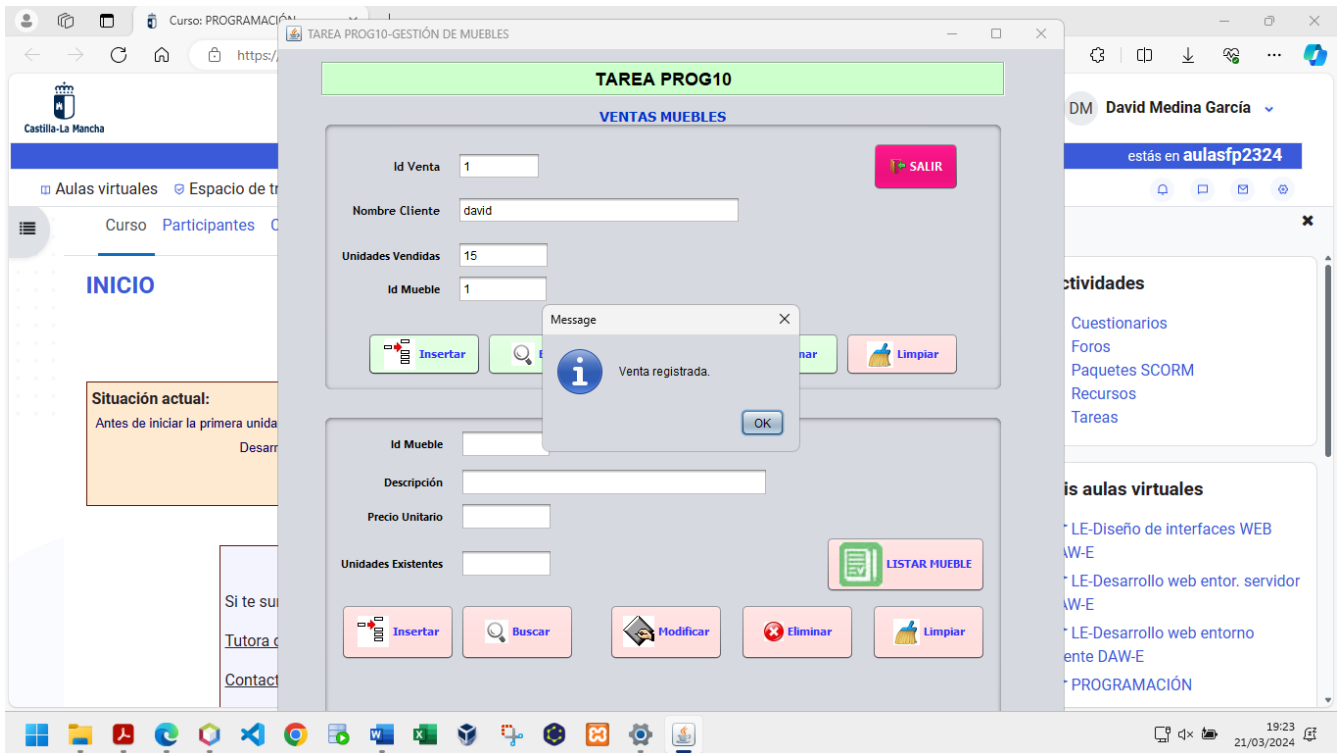 Curso: PROGRAMACIÓN
TAREA PROG10-GESTIÓN DE MUEBLES
https:/
TAREA PROG10
VENTAS MUEBLES
Castilla-La Mancha
DM David Medina García
estás en aulasfp2324
Aulas virtuales Espacio de tr
Curso Participantes C
INICIO
Situación actual:
Antes de iniciar la primera unida
Desarr
Si te sur
Tutora d
Contact
Id Venta 1
SALIR
Nombre Cliente david
Unidades Vendidas 15
Id Mueble 1
Insertar
nar
Limpiar
Message
Venta registrada.
OK
Id Mueble
Descripción
Precio Unitario
Unidades Existentes
LISTAR MUEBLE
Insertar Buscar Modificar Eliminar Limpiar
ctividades
Cuestionarios
Foros
Paquetes SCORM
Recursos
Tareas
is aulas virtuales
LE-Diseño de interfaces WEB
AW-E
LE-Desarrollo web entor. servidor
AW-E
LE-Desarrollo web entorno
ente DAW-E
PROGRAMACIÓN
19:23
21/03/2024